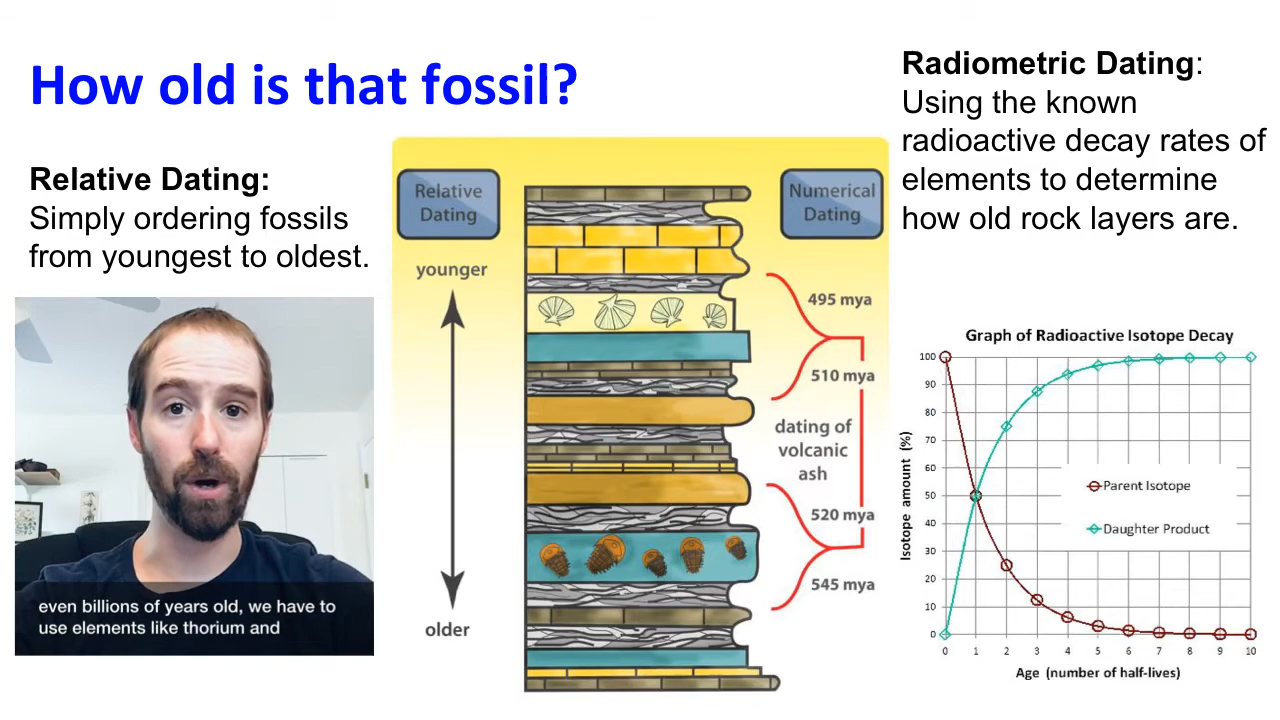 How old is that fossil?
Relative Dating:
Simply ordering fossils
from youngest to oldest.
even billions of years old, we have to
use elements like thorium and
Relative
Dating
younger
older
Numerical
Dating
495 mya
510 mya
dating of
volcanic
ash
520 mya
545 mya
Radiometric Dating:
Using the known
radioactive decay rates of
elements to determine
how old rock layers are.
Graph of Radioactive Isotope Decay
Isotope amount (%)
100
90
80
70
60
50
40
30
20
10
0
Parent Isotope
Daughter Product
0 1 2 3 4 5 6 7 8 9 10
Age (number of half-lives)